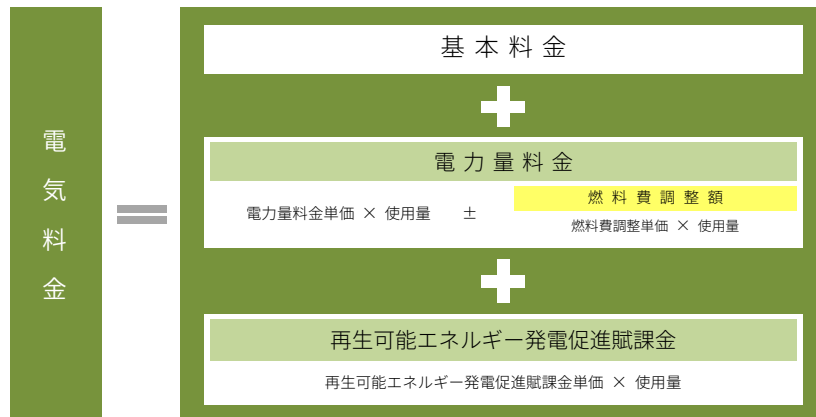 電気料金
=
基本料金
+
電力量料金
電力量料金単価 × 使用量 ±
燃料費調整額
燃料費調整単価 × 使用量
+
再生可能エネルギー発電促進賦課金
再生可能エネルギー発電促進賦課金単価 × 使用量